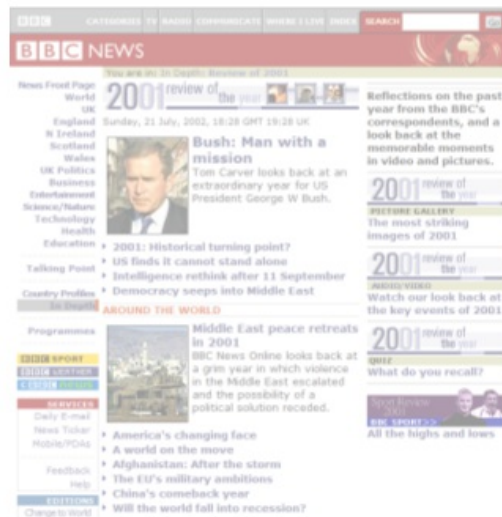 BBC CATEGORIES TV RADIO COMMUNICATE WHERE I LIVE INDEX SEARCH Go
BBC NEWS
You are in: In Depth: Review of 2001
News Front Page
World
UK
England
N Ireland
Scotland
Wales
UK Politics
Business
Entertainment
Science/Nature
Technology
Health
Education
Talking Point
Country Profiles
In Depth
Programmes
BBC SPORT
BBC WEATHER
SERVICES
Daily E-mail
News Ticker
Mobile/PDAs
Feedback
Help
EDITIONS
Change to World
2001 review of
the year
Sunday, 21 July, 2002, 18:28 GMT 19:28 UK
Bush: Man with a
mission
Tom Carver looks back at an
extraordinary year for US
President George W Bush.
2001: Historical turning point?
US finds it cannot stand alone
Intelligence rethink after 11 September
Democracy seeps into Middle East
AROUND THE WORLD
Middle East peace retreats
in 2001
BBC News Online looks back at
a grim year in which violence
in the Middle East escalated
and the possibility of a
political solution receded.
America's changing face
A world on the move
Afghanistan: After the storm
The EU's military ambitions
China's comeback year
Will the world fall into recession?
Reflections on the past
year from the BBC's
correspondents, and a
look back at the
memorable moments
in video and pictures.
2001 review of
the year
PICTURE GALLERY
The most striking
images of 2001
2001 review of
the year
AUDIO/VIDEO
Watch our look back at
the key events of 2001
2001 review of
the year
QUIZ
What do you recall?
Sport Review
2001
BBC SPORT>>
All the highs and lows